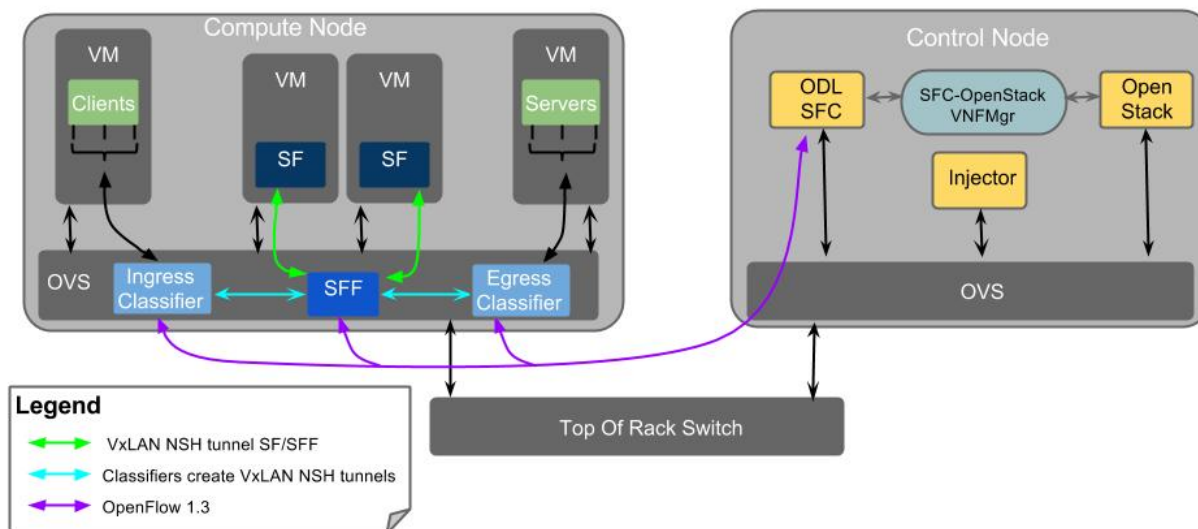 Compute Node
VM
Clients
VM
SF
VM
SF
VM
Servers
OVS
Ingress
Classifier
SFF
Egress
Classifier
Control Node
ODL
SFC
SFC-OpenStack
VNFMgr
Open
Stack
Injector
OVS
Top Of Rack Switch
Legend
VxLAN NSH tunnel SF/SFF
Classifiers create VxLAN NSH tunnels
OpenFlow 1.3